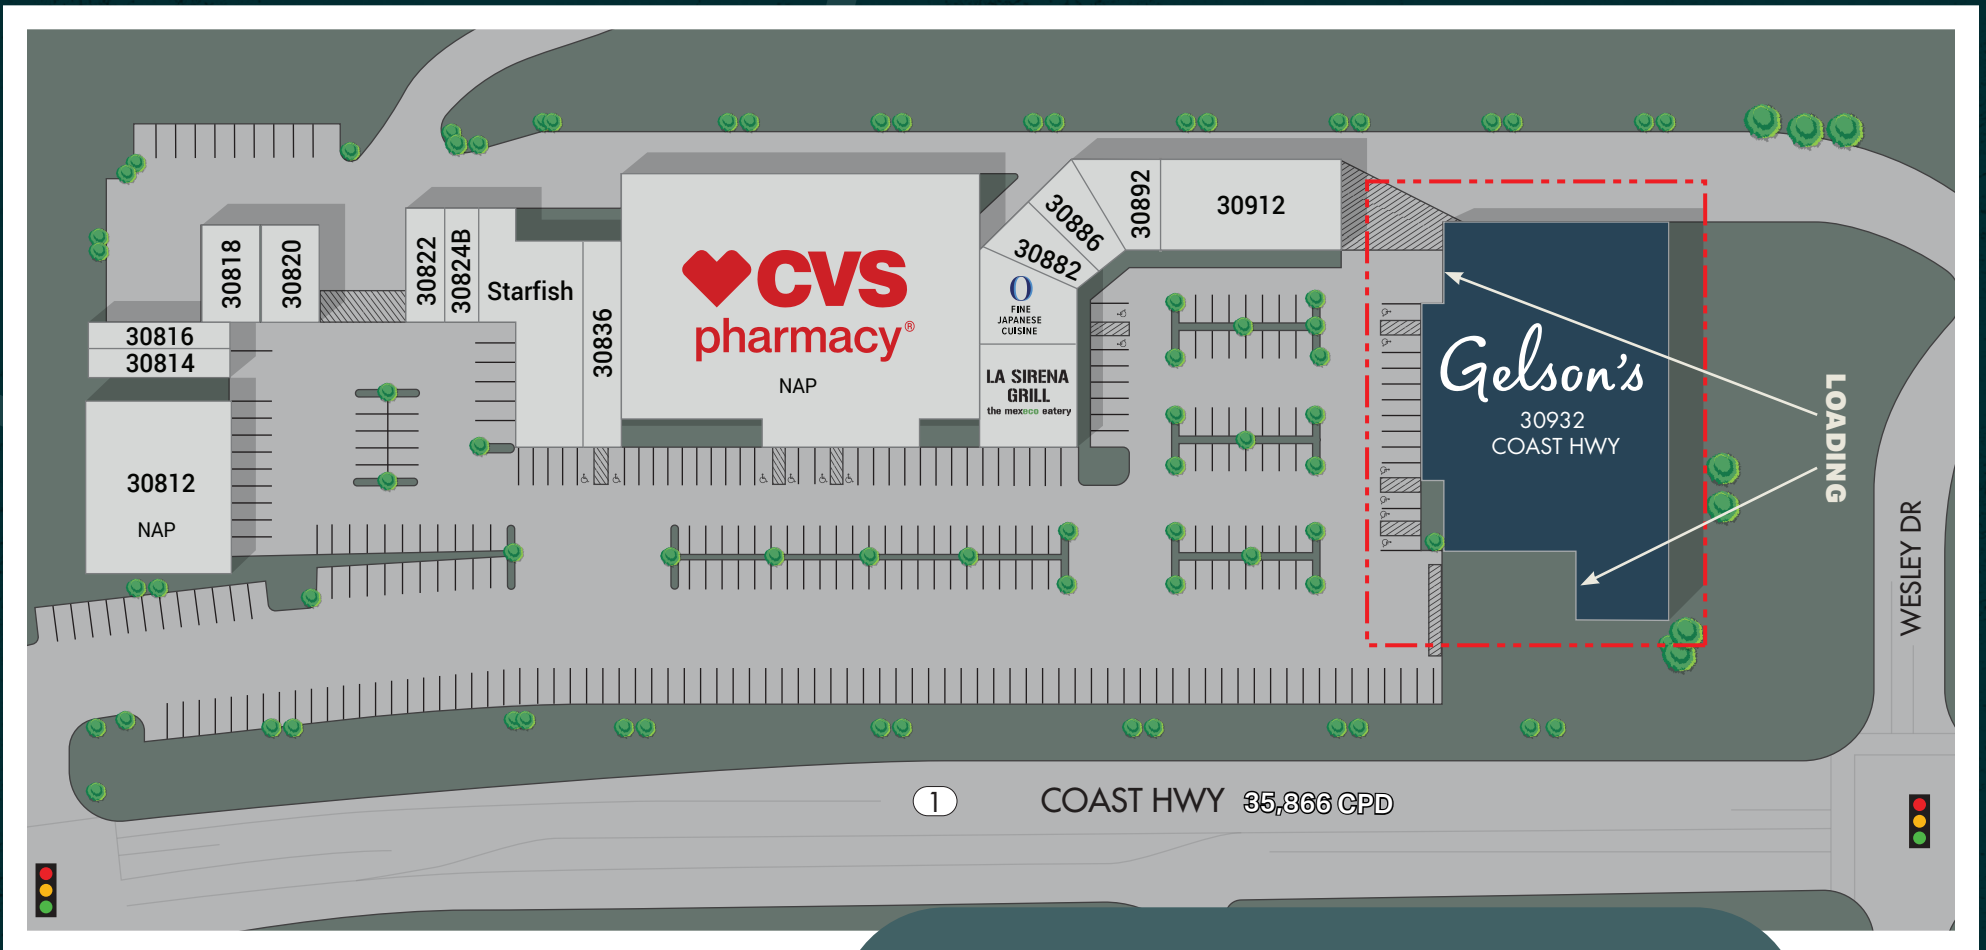 30818
30820
30816
30814
30812
NAP
30822
30824B
Starfish
30836
CVS
pharmacy®
NAP
30892
30912
30886
30882
O
FINE
JAPANESE
CUISINE
LA SIRENA
GRILL
the mexeco eatery
Gelson's
30932
COAST HWY
LOADING
WESLEY DR
1 COAST HWY 35,866 CPD